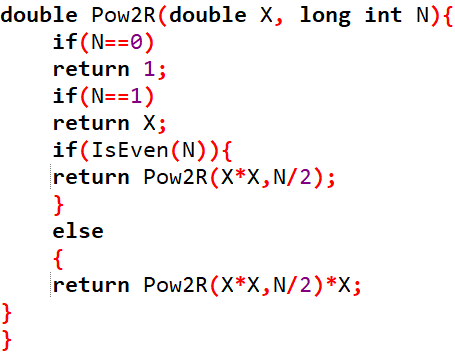 double Pow2R(double X, long int N){
if(N==0)
return 1;
if(N==1)
return X;
if(IsEven(N)){
return Pow2R(X*X,N/2);
}
else
{
return Pow2R(X*X,N/2)*X;
}
}